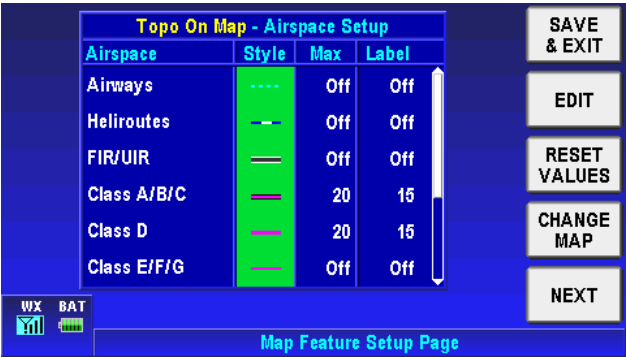 Topo On Map - Airspace Setup
Airspace Style Max Label
Airways Off Off
Heliroutes Off Off
FIR/UIR Off Off
Class A/B/C 20 15
Class D 20 15
Class E/F/G Off Off
SAVE
& EXIT
EDIT
RESET
VALUES
CHANGE
MAP
NEXT
WX BAT
Map Feature Setup Page